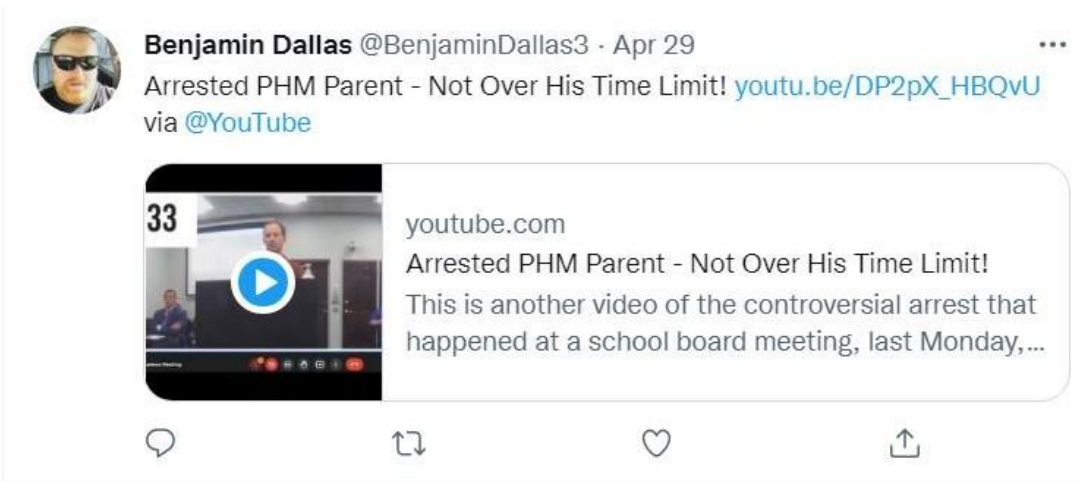 Benjamin Dallas @BenjaminDallas3 · Apr 29
Arrested PHM Parent - Not Over His Time Limit! youtu.be/DP2pX_HBQvU
via @YouTube
33
youtube.com
Arrested PHM Parent - Not Over His Time Limit!
This is another video of the controversial arrest that
happened at a school board meeting, last Monday,...